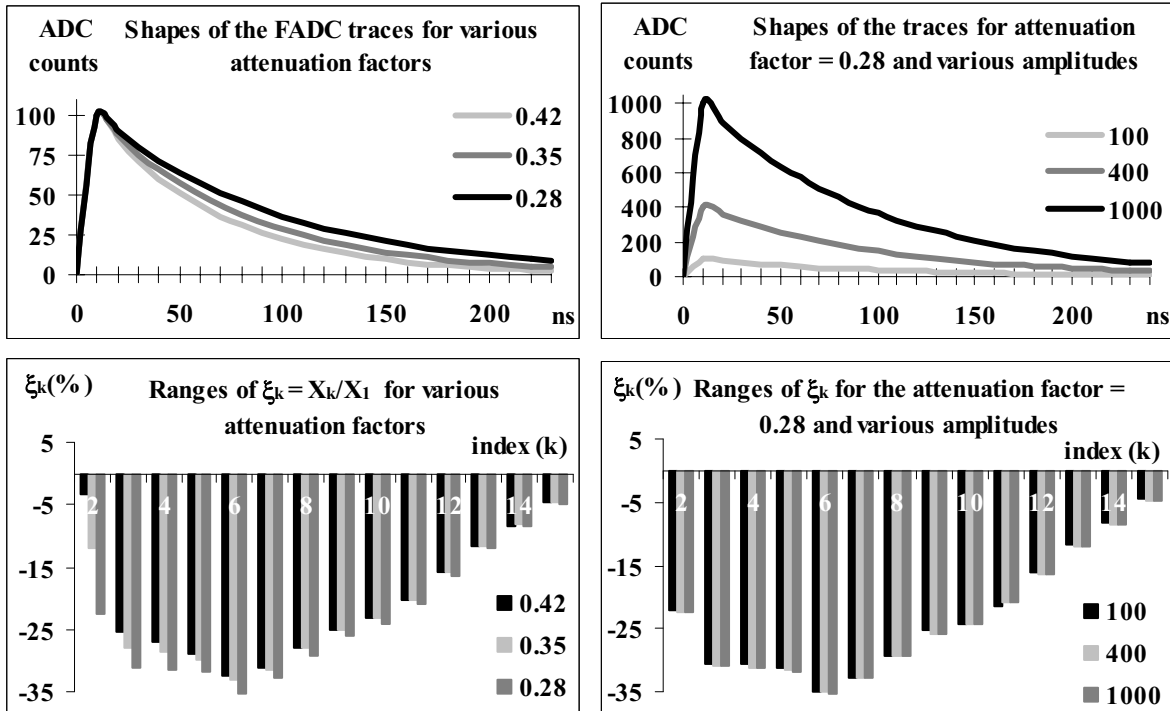 ADC
counts
Shapes of the FADC traces for various
attenuation factors
100
75
50
25
0
0.42
0.35
0.28
0 50 100 150 200 ns
ADC
counts
Shapes of the traces for attenuation
factor = 0.28 and various amplitudes
1000
800
600
400
200
0
100
400
1000
0 50 100 150 200 ns
ξk(%)
Ranges of ξk = Xk/X1 for various
attenuation factors
index (k)
5
-5
-15
-25
-35
2 4 6 8 10 12 14
0.42
0.35
0.28
ξk(%)
Ranges of ξk for the attenuation factor =
0.28 and various amplitudes
index (k)
5
-5
-15
-25
-35
2 4 6 8 10 12 14
100
400
1000